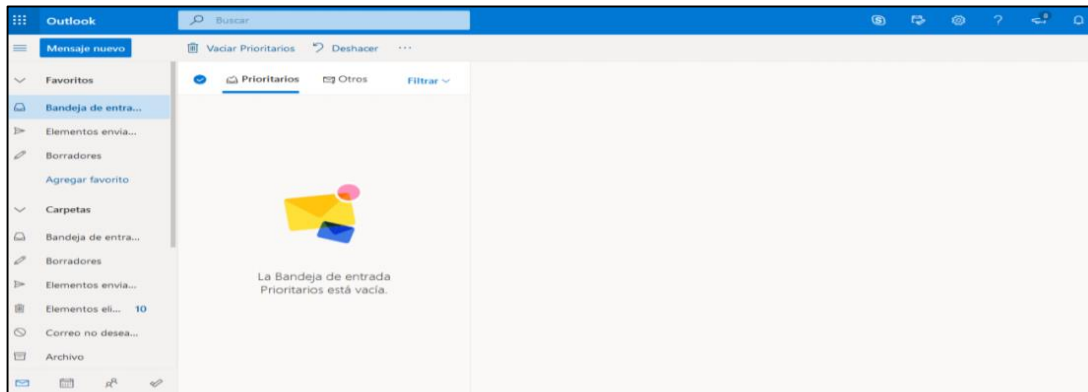 Outlook
Buscar
8
Mensaje nuevo
Vaciar Prioritarios Deshacer ...
Favoritos
Prioritarios Otros Filtrar
Bandeja de entra...
Elementos envia...
Borradores
Agregar favorito
Carpetas
Bandeja de entra...
Borradores
Elementos envia...
Elementos eli... 10
Correo no desea...
Archivo
La Bandeja de entrada
Prioritarios está vacía.